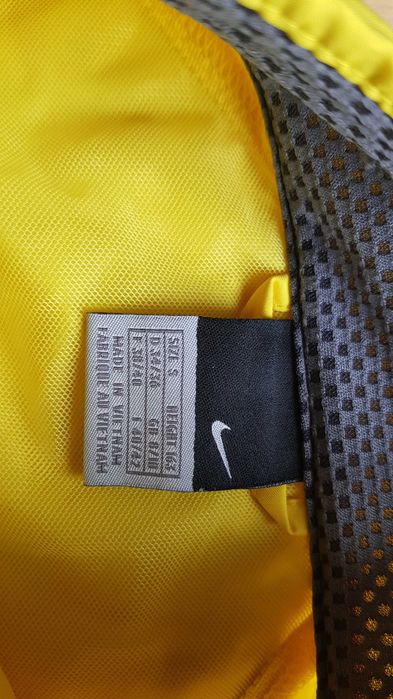 SIZE S HEIGHT 163
D 34/36 GB 8/10
38/40 40/42
MADE IN VIETNAM
FABRIQUE AU VIETNAM